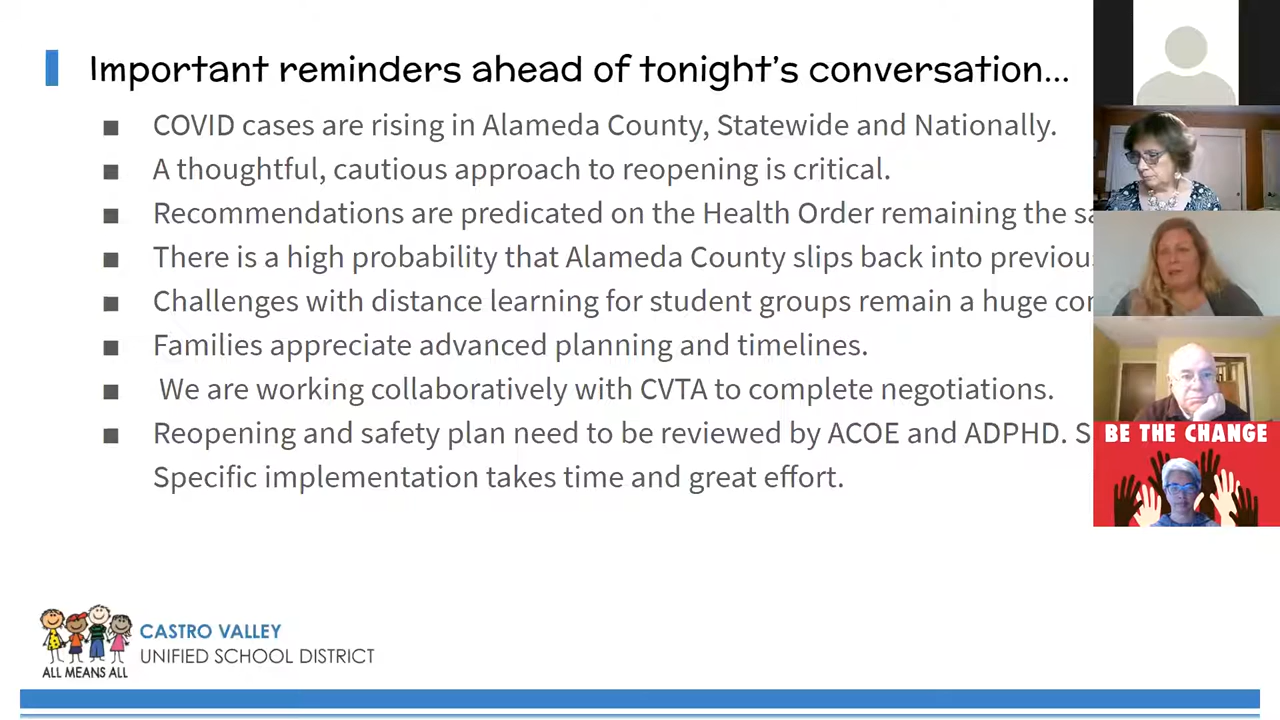 Important reminders ahead of tonight's conversation...
■ COVID cases are rising in Alameda County, Statewide and Nationally.
■ A thoughtful, cautious approach to reopening is critical.
■ Recommendations are predicated on the Health Order remaining the
■ There is a high probability that Alameda County slips back into
■ Challenges with distance learning for student groups remain a huge
■ Families appreciate advanced planning and timelines.
■ We are working collaboratively with CVTA to complete negotiations.
■ Reopening and safety plan need to be reviewed by ACOE and ADPHD. S
Specific implementation takes time and great effort.
BE THE CHANGE
CASTRO VALLEY
UNIFIED SCHOOL DISTRICT
ALL MEANS ALL